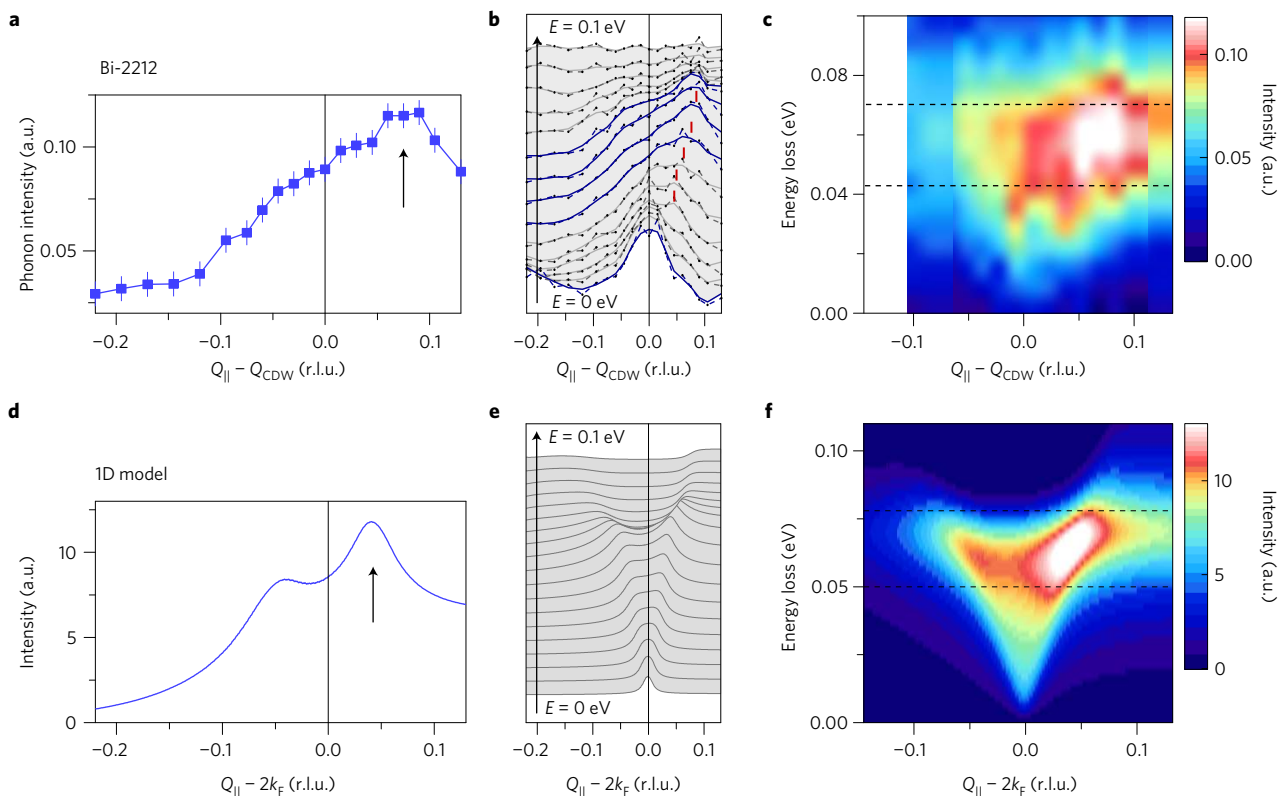 a
Bi-2212
Phonon intensity (a.u.)
0.10
0.05
−0.2
−0.1
0.0
0.1
Q|| − QCDW (r.l.u.)
b
E = 0.1 eV
E = 0 eV
−0.2
−0.1
0.0
0.1
Q|| − QCDW (r.l.u.)
c
Energy loss (eV)
0.08
0.04
0.00
−0.1
0.0
0.1
Q|| − QCDW (r.l.u.)
0.10
0.05
0.00
Intensity (a.u.)
d
1D model
Intensity (a.u.)
10
5
0
−0.2
−0.1
0.0
0.1
Q|| − 2kF (r.l.u.)
e
E = 0.1 eV
E = 0 eV
−0.2
−0.1
0.0
0.1
Q|| − 2kF (r.l.u.)
f
Energy loss (eV)
0.10
0.05
0.00
−0.1
0.0
0.1
Q|| − 2kF (r.l.u.)
10
5
0
Intensity (a.u.)